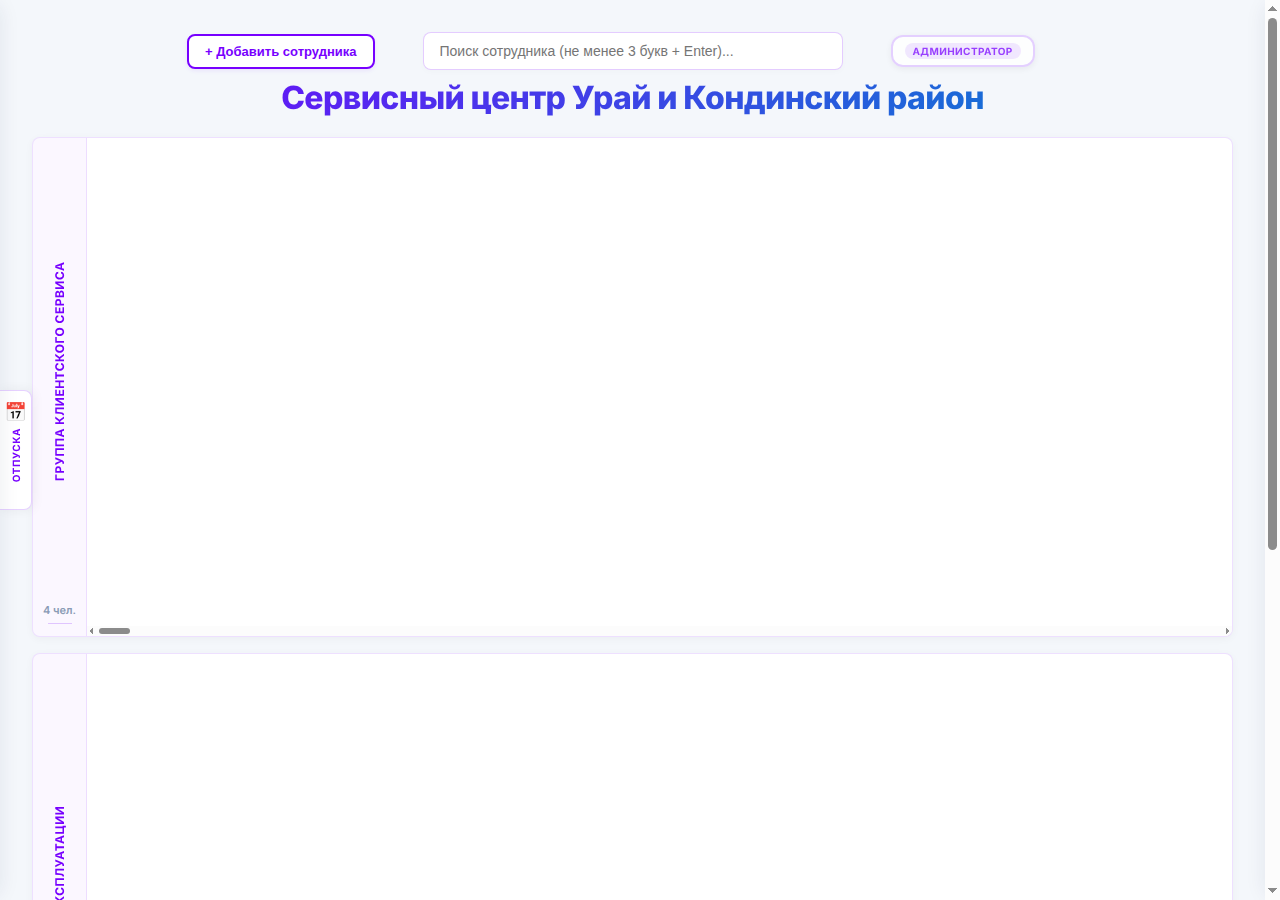 + Добавить сотрудника
Поиск сотрудника (не менее 3 букв + Enter)...
АДМИНИСТРАТОР
Сервисный центр Урай и Кондинский район
ГРУППА КЛИЕНТСКОГО СЕРВИСА
4 чел.
17
ОТПУСКА